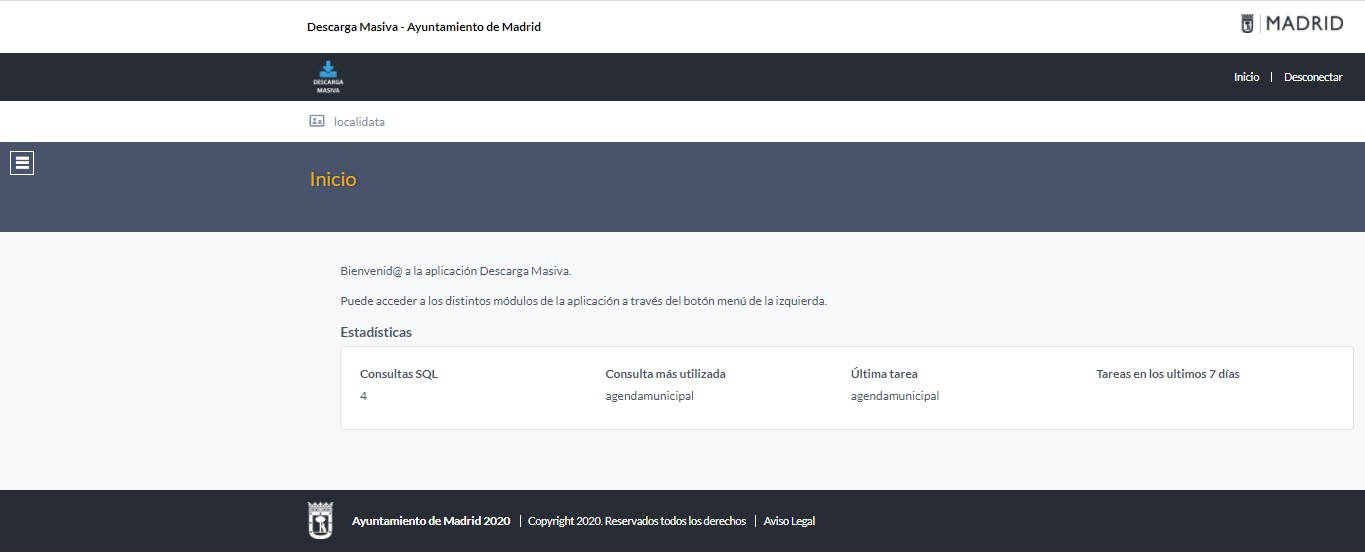 Descarga Masiva - Ayuntamiento de Madrid
MADRID
DESCARGA
MASIVA
Inicio | Desconectar
localidata
Inicio
Bienvenid@ a la aplicación Descarga Masiva.
Puede acceder a los distintos módulos de la aplicación a través del botón menú de la izquierda.
Estadísticas
Consultas SQL Consulta más utilizada Última tarea Tareas en los ultimos 7 días
4 agendamunicipal agendamunicipal
Ayuntamiento de Madrid 2020 | Copyright 2020. Reservados todos los derechos | Aviso Legal